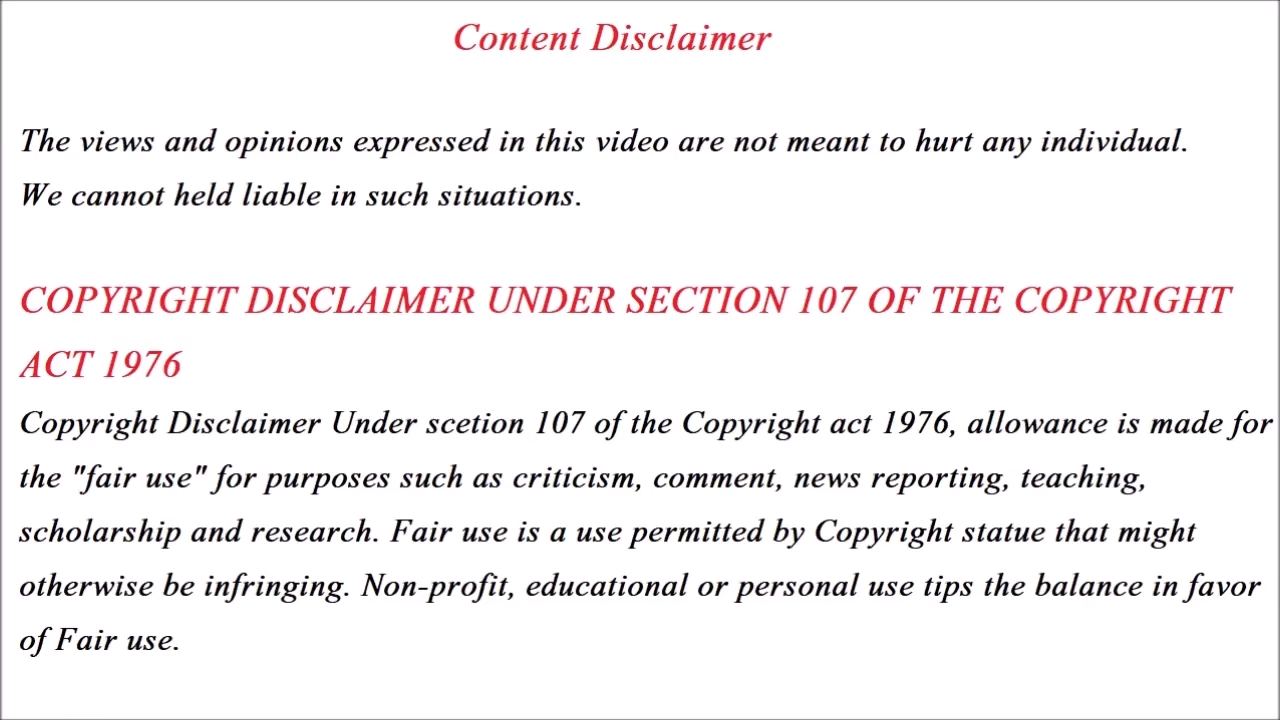 Content Disclaimer
The views and opinions expressed in this video are not meant to hurt any individual.
We cannot held liable in such situations.
COPYRIGHT DISCLAIMER UNDER SECTION 107 OF THE COPYRIGHT
ACT 1976
Copyright Disclaimer Under scetion 107 of the Copyright act 1976, allowance is made for
the "fair use" for purposes such as criticism, comment, news reporting, teaching,
scholarship and research. Fair use is a use permitted by Copyright statue that might
otherwise be infringing. Non-profit, educational or personal use tips the balance in favor
of Fair use.